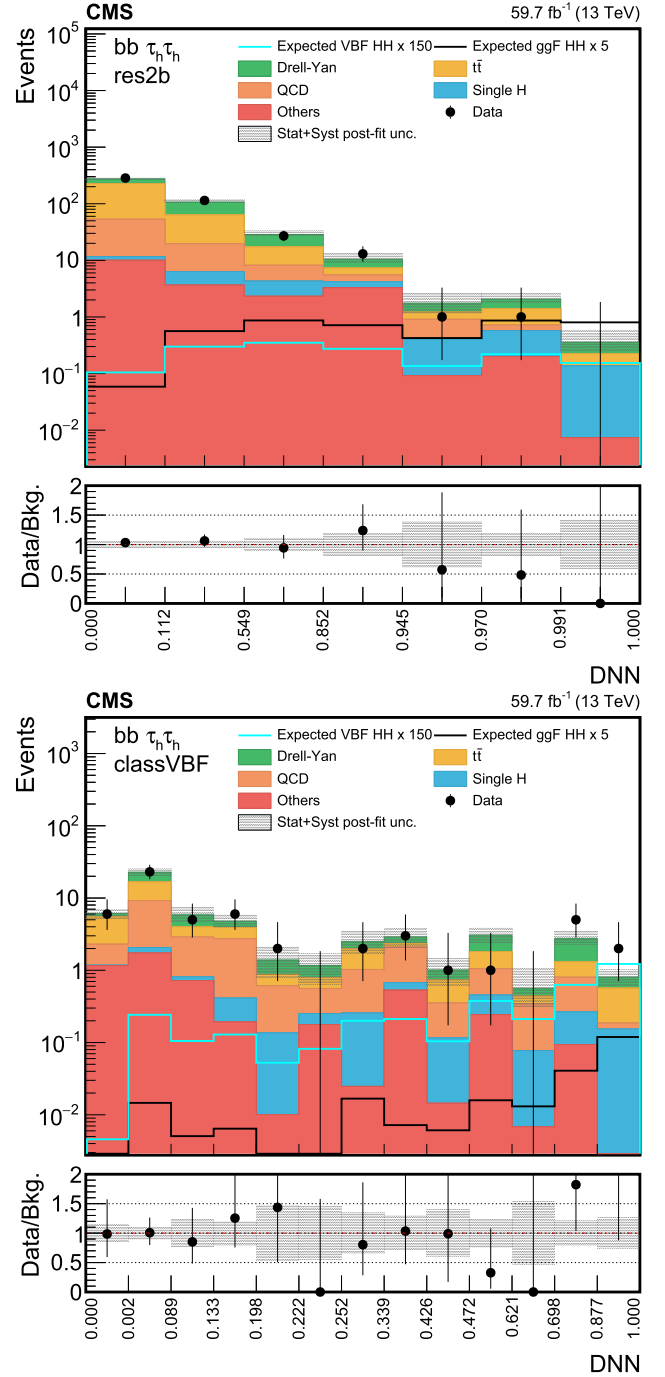 CMS 59.7 fb⁻¹ (13 TeV)
Events
10⁵
10⁴
10³
10²
10
1
10⁻¹
10⁻²
bb τₕτₕ
res2b
Expected VBF HH x 150 Expected ggF HH x 5
Drell-Yan tt̅
QCD Single H
Others Data
Stat+Syst post-fit unc.
Data/Bkg.
2
1.5
1
0.5
0
0.000 0.112 0.549 0.852 0.945 0.970 0.991 1.000
DNN
CMS 59.7 fb⁻¹ (13 TeV)
Events
10³
10²
10
1
10⁻¹
10⁻²
bb τₕτₕ
classVBF
Expected VBF HH x 150 Expected ggF HH x 5
Drell-Yan tt̅
QCD Single H
Others Data
Stat+Syst post-fit unc.
Data/Bkg.
2
1.5
1
0.5
0
0.000 0.002 0.089 0.133 0.198 0.222 0.252 0.339 0.426 0.472 0.621 0.698 0.877 1.000
DNN